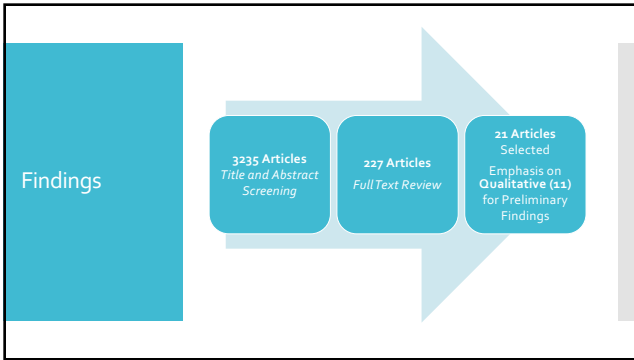 Findings
3235 Articles
Title and Abstract
Screening
227 Articles
Full Text Review
21 Articles
Selected
Emphasis on
Qualitative (11)
for Preliminary
Findings